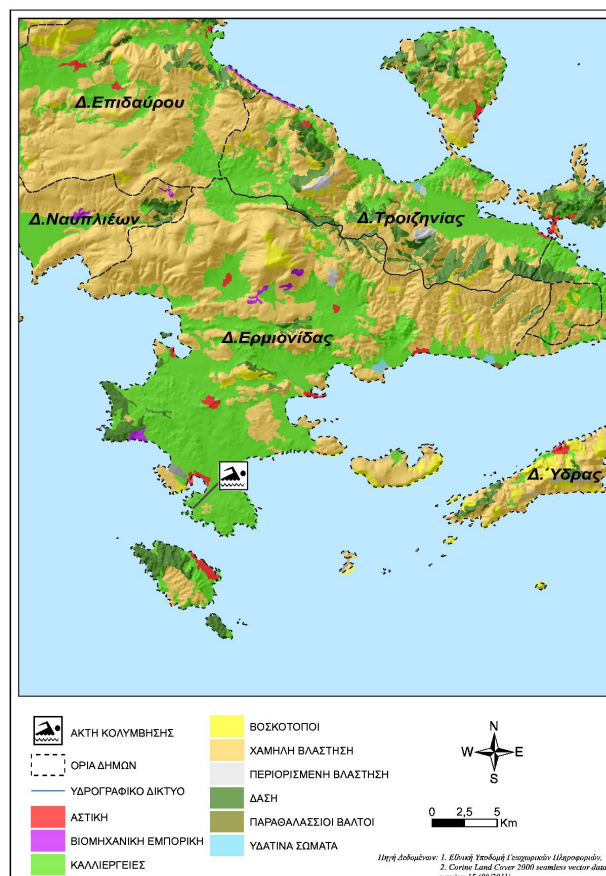 Δ.Επιδαύρου
Δ.Ναυπλιέων
Δ.Τροιζηνίας
Δ.Ερμιονίδας
Δ. Ύδρας
ΑΚΤΗ ΚΟΛΥΜΒΗΣΗΣ
ΟΡΙΑ ΔΗΜΩΝ
ΥΔΡΟΓΡΑΦΙΚΟ ΔΙΚΤΥΟ
ΑΣΤΙΚΗ
ΒΙΟΜΗΧΑΝΙΚΗ ΕΜΠΟΡΙΚΗ
ΚΑΛΛΙΕΡΓΕΙΕΣ
ΒΟΣΚΟΤΟΠΟΙ
ΧΑΜΗΛΗ ΒΛΑΣΤΗΣΗ
ΠΕΡΙΟΡΙΣΜΕΝΗ ΒΛΑΣΤΗΣΗ
ΔΑΣΗ
ΠΑΡΑΘΑΛΑΣΣΙΟΙ ΒΑΛΤΟΙ
ΥΔΑΤΙΝΑ ΣΩΜΑΤΑ
N
W E
S
0 2,5 5
Km
Πηγή Δεδομένων: 1. Εθνική Υποδομή Γεωχωρικών Πληροφοριών,
2. Corine Land Cover 2000 seamless vector data